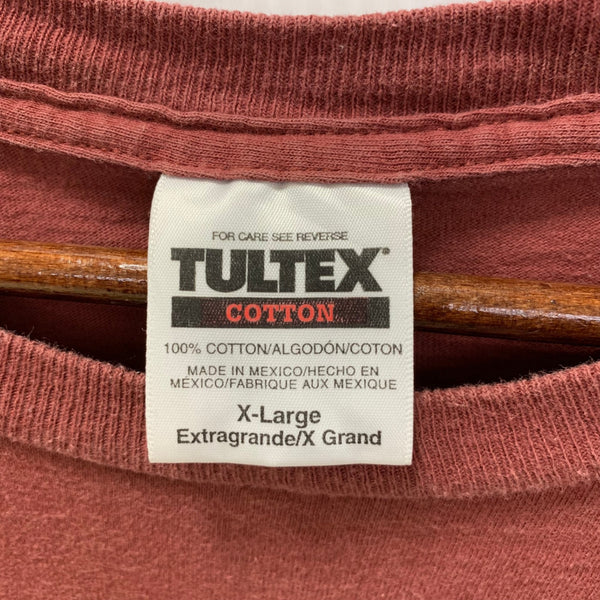 FOR CARE SEE REVERSE
TULTEX®
COTTON
100% COTTON/ALGODÓN/COTON
MADE IN MEXICO/HECHO EN
MÉXICO/FABRIQUE AUX MEXIQUE
X-Large
Extragrande/X Grand